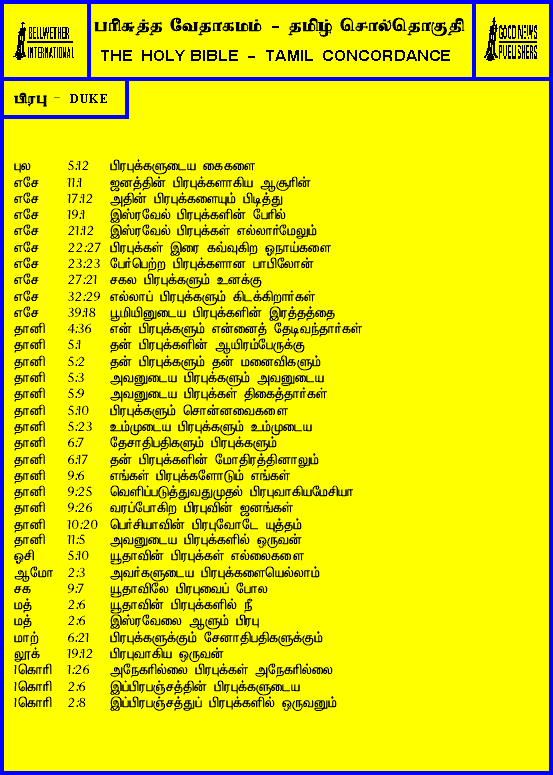 BELLWETHER
INTERNATIONAL
பரிசுத்த வேதாகமம் - தமிழ் சொல்தொகுதி
THE HOLY BIBLE - TAMIL CONCORDANCE
GOOD NEWS
PUBLISHERS
பிரபு - DUKE
புல 5:12 பிரபுக்களுடைய கைகளை
எசே 11:1 ஜனத்தின் பிரபுக்களாகிய ஆசூரின்
எசே 17:12 அதின் பிரபுக்களையும் பிடித்து
எசே 19:1 இஸ்ரவேல் பிரபுக்களின் பேரில்
எசே 21:12 இஸ்ரவேல் பிரபுக்கள் எல்லார்மேலும்
எசே 22:27 பிரபுக்கள் இரை கவ்வுகிற ஓநாய்களை
எசே 23:23 பேர்பெற்ற பிரபுக்களான பாபிலோன்
எசே 27:21 சகல பிரபுக்களும் உனக்கு
எசே 32:29 எல்லாப் பிரபுக்களும் கிடக்கிறார்கள்
எசே 39:18 பூமியினுடைய பிரபுக்களின் இரத்தத்தை
தானி 4:36 என் பிரபுக்களும் என்னைத் தேடிவந்தார்கள்
தானி 5:1 தன் பிரபுக்களின் ஆயிரம்பேருக்கு
தானி 5:2 தன் பிரபுக்களும் தன் மனைவிகளும்
தானி 5:3 அவனுடைய பிரபுக்களும் அவனுடைய
தானி 5:9 அவனுடைய பிரபுக்கள் திகைத்தார்கள்
தானி 5:10 பிரபுக்களும் சொன்னவைகளை
தானி 5:23 உம்முடைய பிரபுக்களும் உம்முடைய
தானி 6:7 தேசாதிபதிகளும் பிரபுக்களும்
தானி 6:17 தன் பிரபுக்களின் மோதிரத்தினாலும்
தானி 9:6 எங்கள் பிரபுக்களோடும் எங்கள்
தானி 9:25 வெளிப்படுத்துவதுமுதல் பிரபுவாகியமேசியா
தானி 9:26 வரப்போகிற பிரபுவின் ஜனங்கள்
தானி 10:20 பெர்சியாவின் பிரபுவோடே யுத்தம்
தானி 11:5 அவனுடைய பிரபுக்களில் ஒருவன்
ஓசி 5:10 யூதாவின் பிரபுக்கள் எல்லைகளை
ஆமோ 2:3 அவர்களுடைய பிரபுக்களையெல்லாம்
சக 9:7 யூதாவிலே பிரபுவைப் போல
மத் 2:6 யூதாவின் பிரபுக்களில் நீ
மத் 2:6 இஸ்ரவேலை ஆளும் பிரபு
மாற் 6:21 பிரபுக்களுக்கும் சேனாதிபதிகளுக்கும்
லூக் 19:12 பிரபுவாகிய ஒருவன்
1கொரி 1:26 அநேகரில்லை பிரபுக்கள் அநேகரில்லை
1கொரி 2:6 இப்பிரபஞ்சத்தின் பிரபுக்களுடைய
1கொரி 2:8 இப்பிரபஞ்சத்துப் பிரபுக்களில் ஒருவனும்